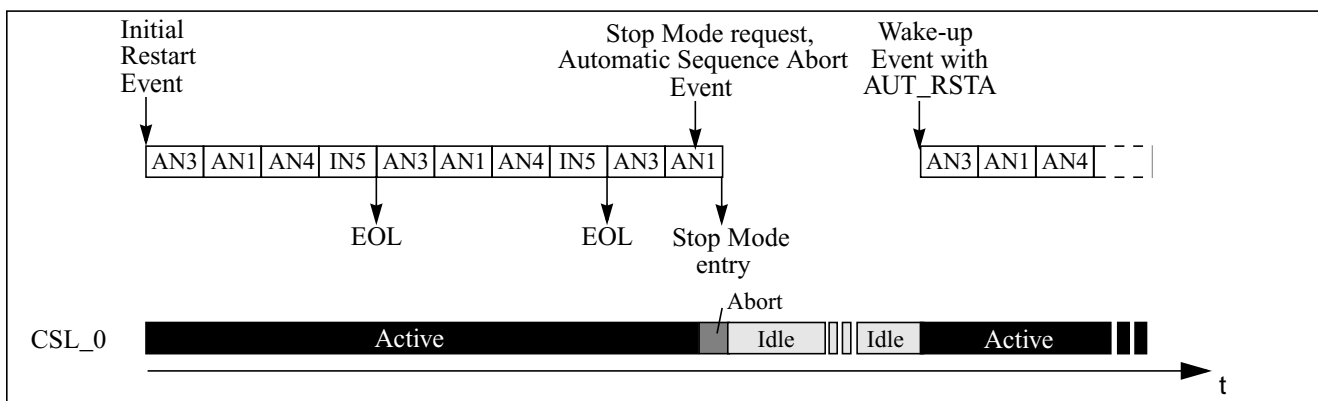 Initial
Restart
Event
Stop Mode request,
Automatic Sequence Abort
Event
Wake-up
Event with
AUT_RSTA
AN3 AN1 AN4 IN5 AN3 AN1 AN4 IN5 AN3 AN1
AN3 AN1 AN4
EOL
EOL
Stop Mode
entry
Abort
CSL_0
Active
Idle
Idle
Active
t